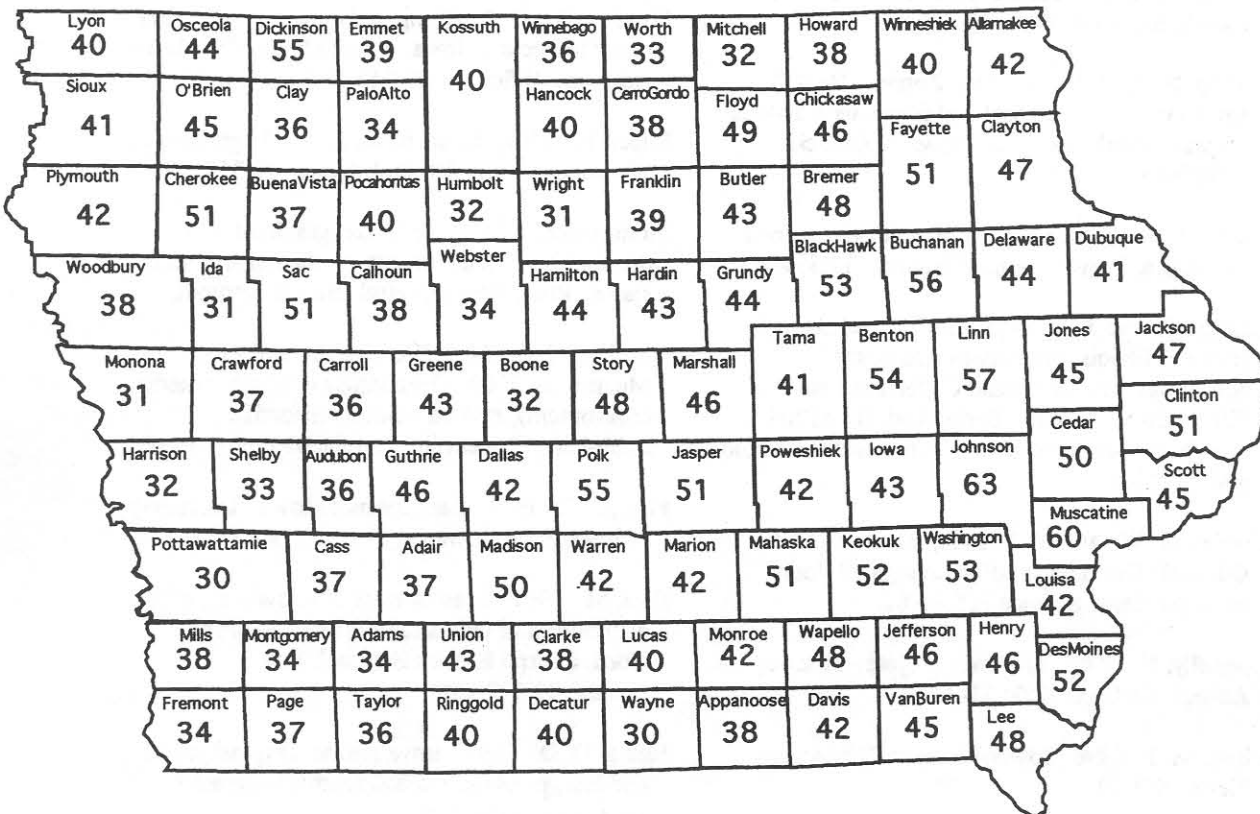 Lyon Osceola Dickinson Emmet Kossuth Winnebago Worth Mitchell Howard Winneshiek Allamakee
40 44 55 39 40 36 33 32 38 40 42
Sioux O'Brien Clay PaloAlto Hancock CerroGordo Floyd Chickasaw Fayette Clayton
41 45 36 34 40 38 49 46 51 47
Plymouth Cherokee BuenaVista Pocahontas Humbolt Wright Franklin Butler Bremer
42 51 37 40 32 31 39 43 48
Woodbury Ida Sac Calhoun Webster Hamilton Hardin Grundy BlackHawk Buchanan Delaware Dubuque
38 31 51 38 34 44 43 44 53 56 44 41
Monona Crawford Carroll Greene Boone Story Marshall Tama Benton Linn Jones Jackson
31 37 36 43 32 48 46 41 54 57 45 47
Clinton
51
Harrison Shelby Audubon Guthrie Dallas Polk Jasper Poweshiek Iowa Johnson Cedar Scott
32 33 36 46 42 55 51 42 43 63 50 45
Muscatine
60
Pottawattamie Cass Adair Madison Warren Marion Mahaska Keokuk Washington Louisa
30 37 37 50 .42 42 51 52 53 42
Mills Montgomery Adams Union Clarke Lucas Monroe Wapello Jefferson Henry DesMoines
38 34 34 43 38 40 42 48 46 46 52
Fremont Page Taylor Ringgold Decatur Wayne Appanoose Davis VanBuren Lee
34 37 36 40 40 30 38 42 45 48